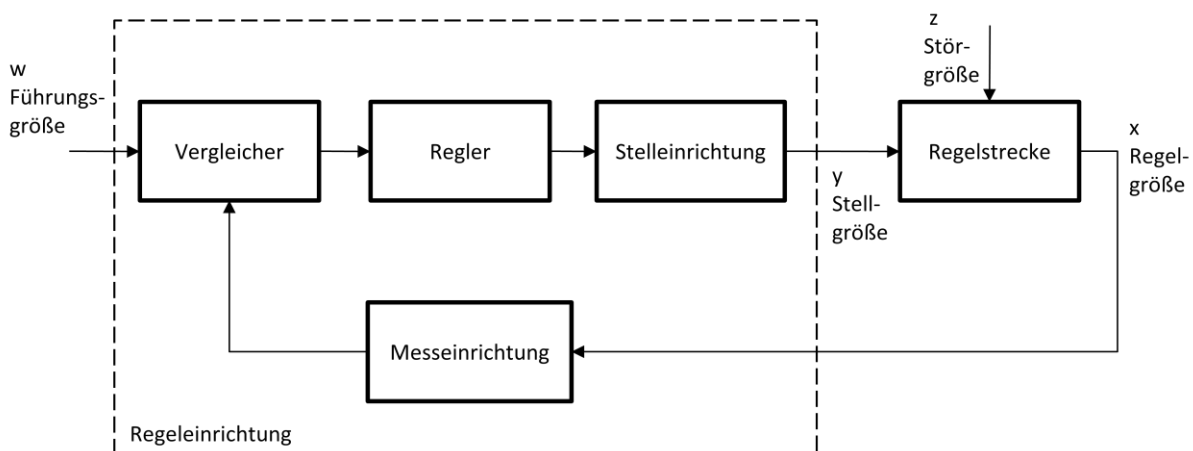 w
Führungs-
größe
Vergleicher
Regler
Stelleinrichtung
y
Stell-
größe
z
Stör-
größe
Regelstrecke
x
Regel-
größe
Messeinrichtung
Regeleinrichtung